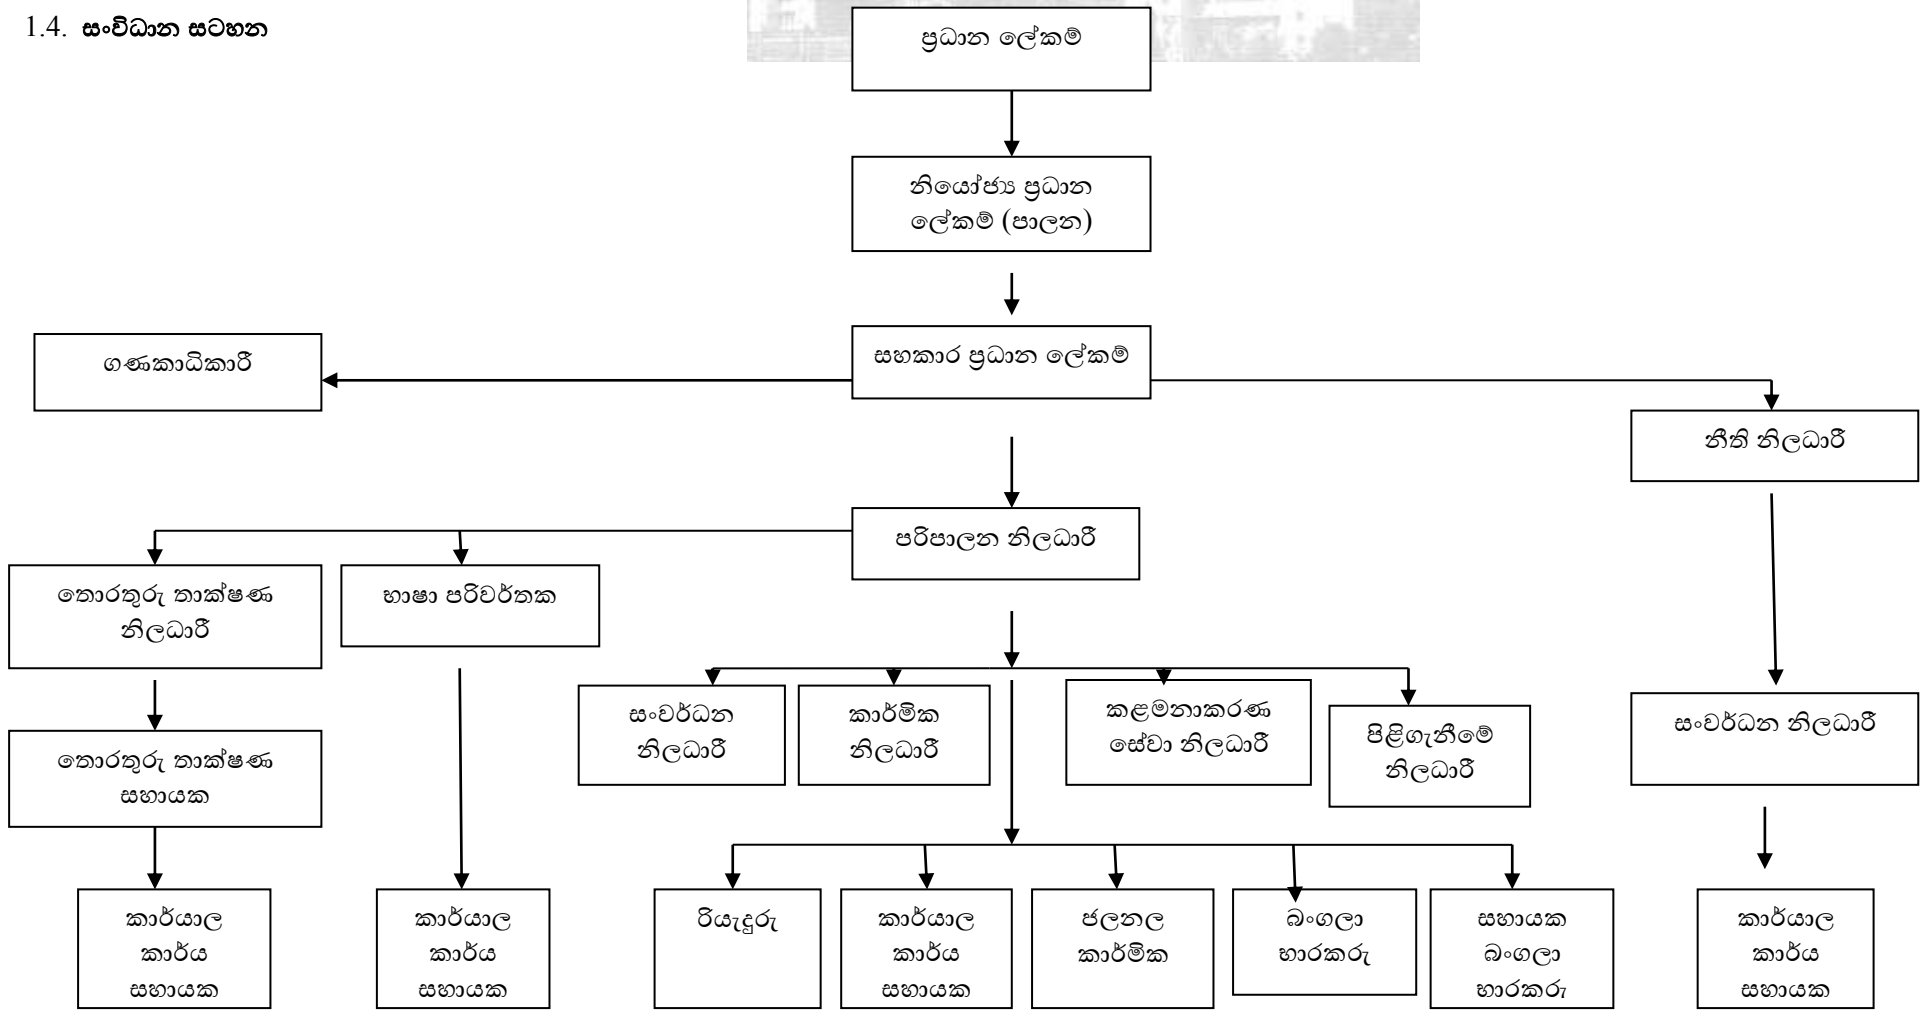 1.4. සංවිධාන සටහන
ප්‍රධාන ලේකම්
නියෝජ්‍ය ප්‍රධාන
ලේකම් (පාලන)
සහකාර ප්‍රධාන ලේකම්
ගණකාධිකාරී
නීති නිලධාරී
පරිපාලන නිලධාරී
තොරතුරු තාක්ෂණ
නිලධාරී
භාෂා පරිවර්තක
සංවර්ධන
නිලධාරී
කාර්මික
නිලධාරී
කළමනාකරණ
සේවා නිලධාරී
පිළිගැනීමේ
නිලධාරී
සංවර්ධන නිලධාරී
තොරතුරු තාක්ෂණ
සහායක
කාර්යාල
කාර්ය
සහායක
කාර්යාල
කාර්ය
සහායක
රියැදුරු
කාර්යාල
කාර්ය
සහායක
ජලනල
කාර්මික
බංගලා
භාරකරු
සහායක
බංගලා
භාරකරු
කාර්යාල
කාර්ය
සහායක